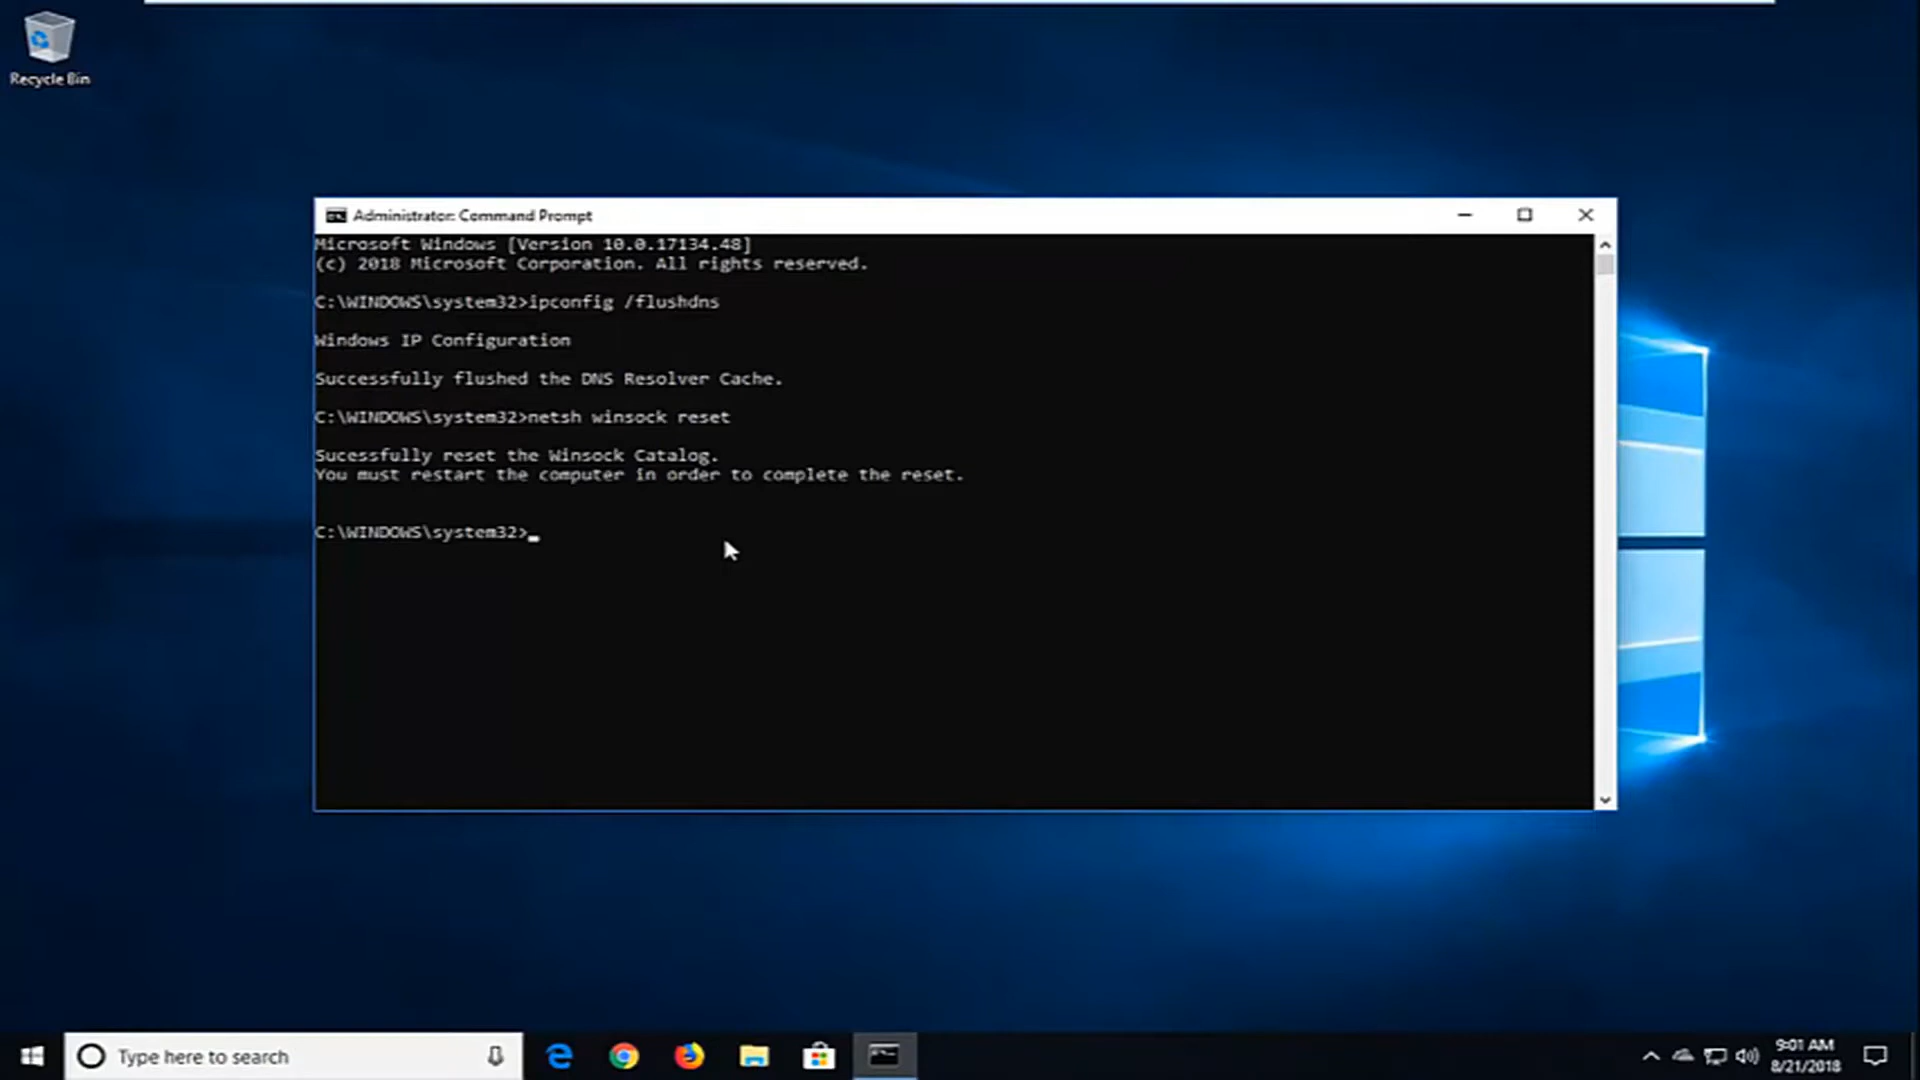 Recycle Bin
Administrator: Command Prompt
Microsoft Windows [Version 10.0.17134.48]
(c) 2018 Microsoft Corporation. All rights reserved.
C:\WINDOWS\system32>ipconfig /flushdns
Windows IP Configuration
Successfully flushed the DNS Resolver Cache.
C:\WINDOWS\system32>netsh winsock reset
Sucessfully reset the Winsock Catalog.
You must restart the computer in order to complete the reset.
C:\WINDOWS\system32>_
Type here to search
9:01 AM
8/21/2018